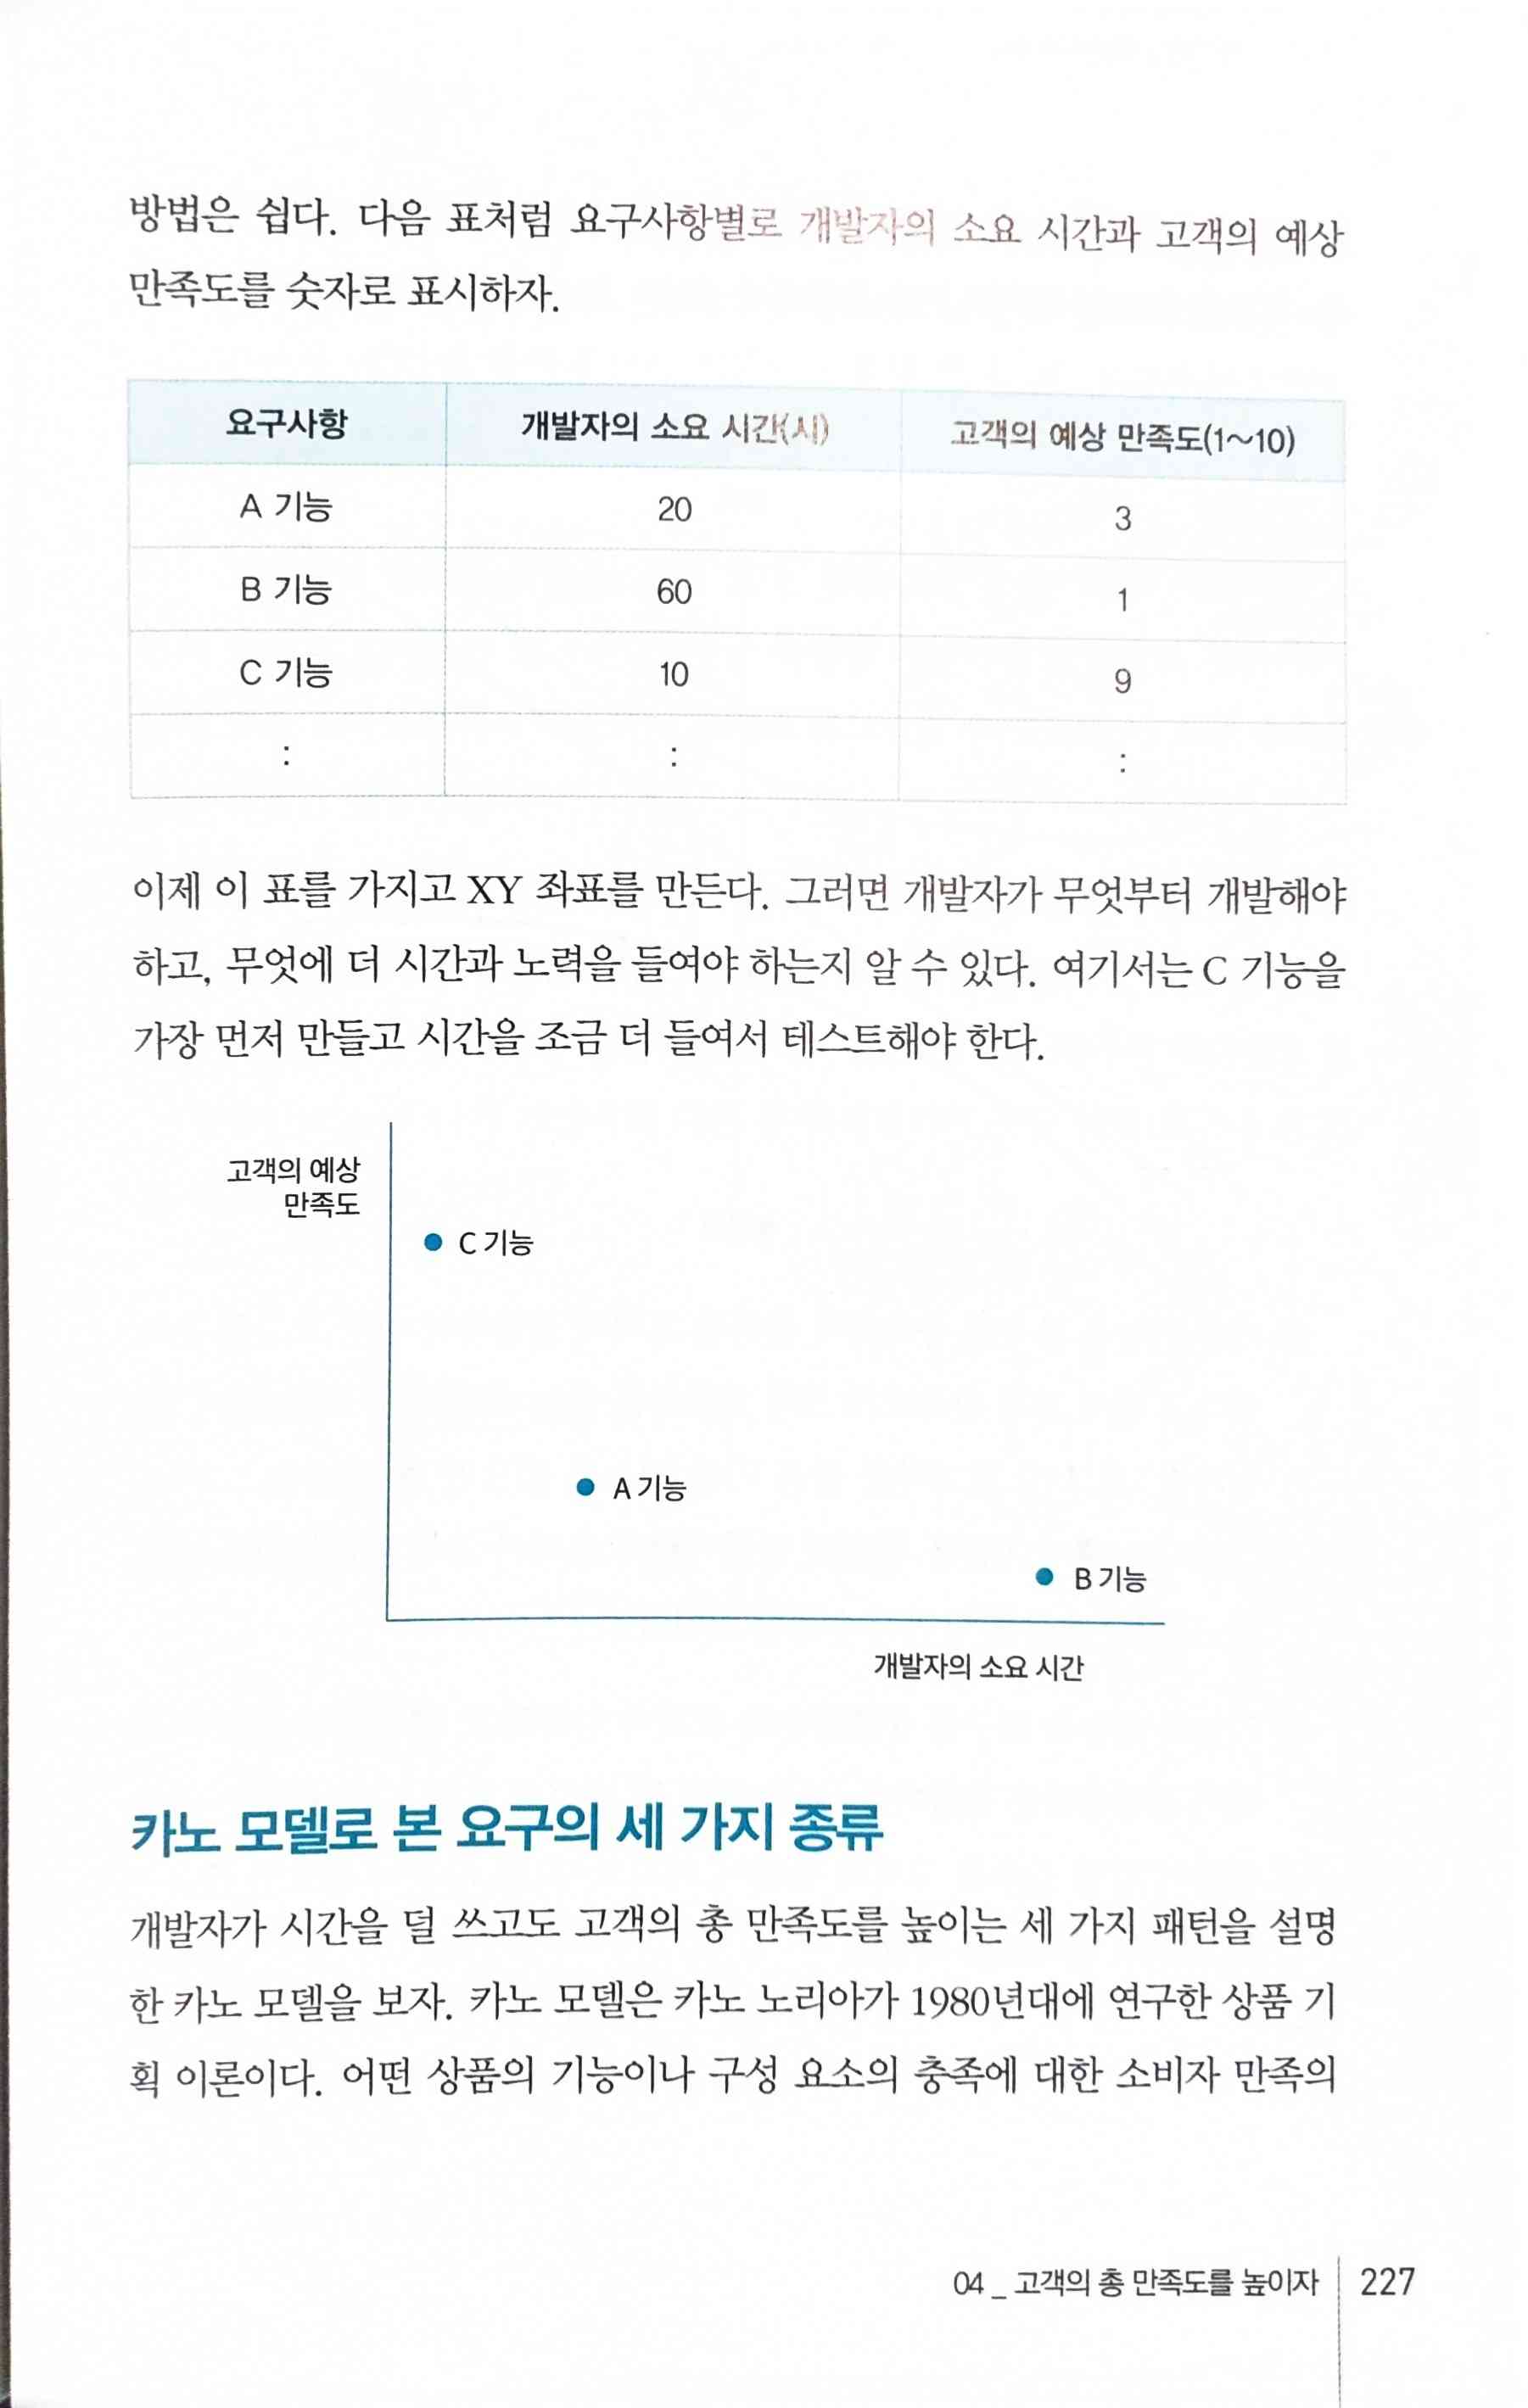 방법은 쉽다. 다음 표처럼 요구사항별로 개발자의 소요 시간과 고객의 예상
만족도를 숫자로 표시하자.
요구사항 개발자의 소요 시간(시) 고객의 예상 만족도(1~10)
A 기능 20 3
B 기능 60 1
C 기능 10 9
: : :
이제 이 표를 가지고 XY 좌표를 만든다. 그러면 개발자가 무엇부터 개발해야
하고, 무엇에 더 시간과 노력을 들여야 하는지 알 수 있다. 여기서는 C 기능을
가장 먼저 만들고 시간을 조금 더 들여서 테스트해야 한다.
고객의 예상
만족도
C 기능
A 기능
B 기능
개발자의 소요 시간
카노 모델로 본 요구의 세 가지 종류
개발자가 시간을 덜 쓰고도 고객의 총 만족도를 높이는 세 가지 패턴을 설명
한 카노 모델을 보자. 카노 모델은 카노 노리아가 1980년대에 연구한 상품 기
획 이론이다. 어떤 상품의 기능이나 구성 요소의 충족에 대한 소비자 만족의
04 _ 고객의 총 만족도를 높이자 227